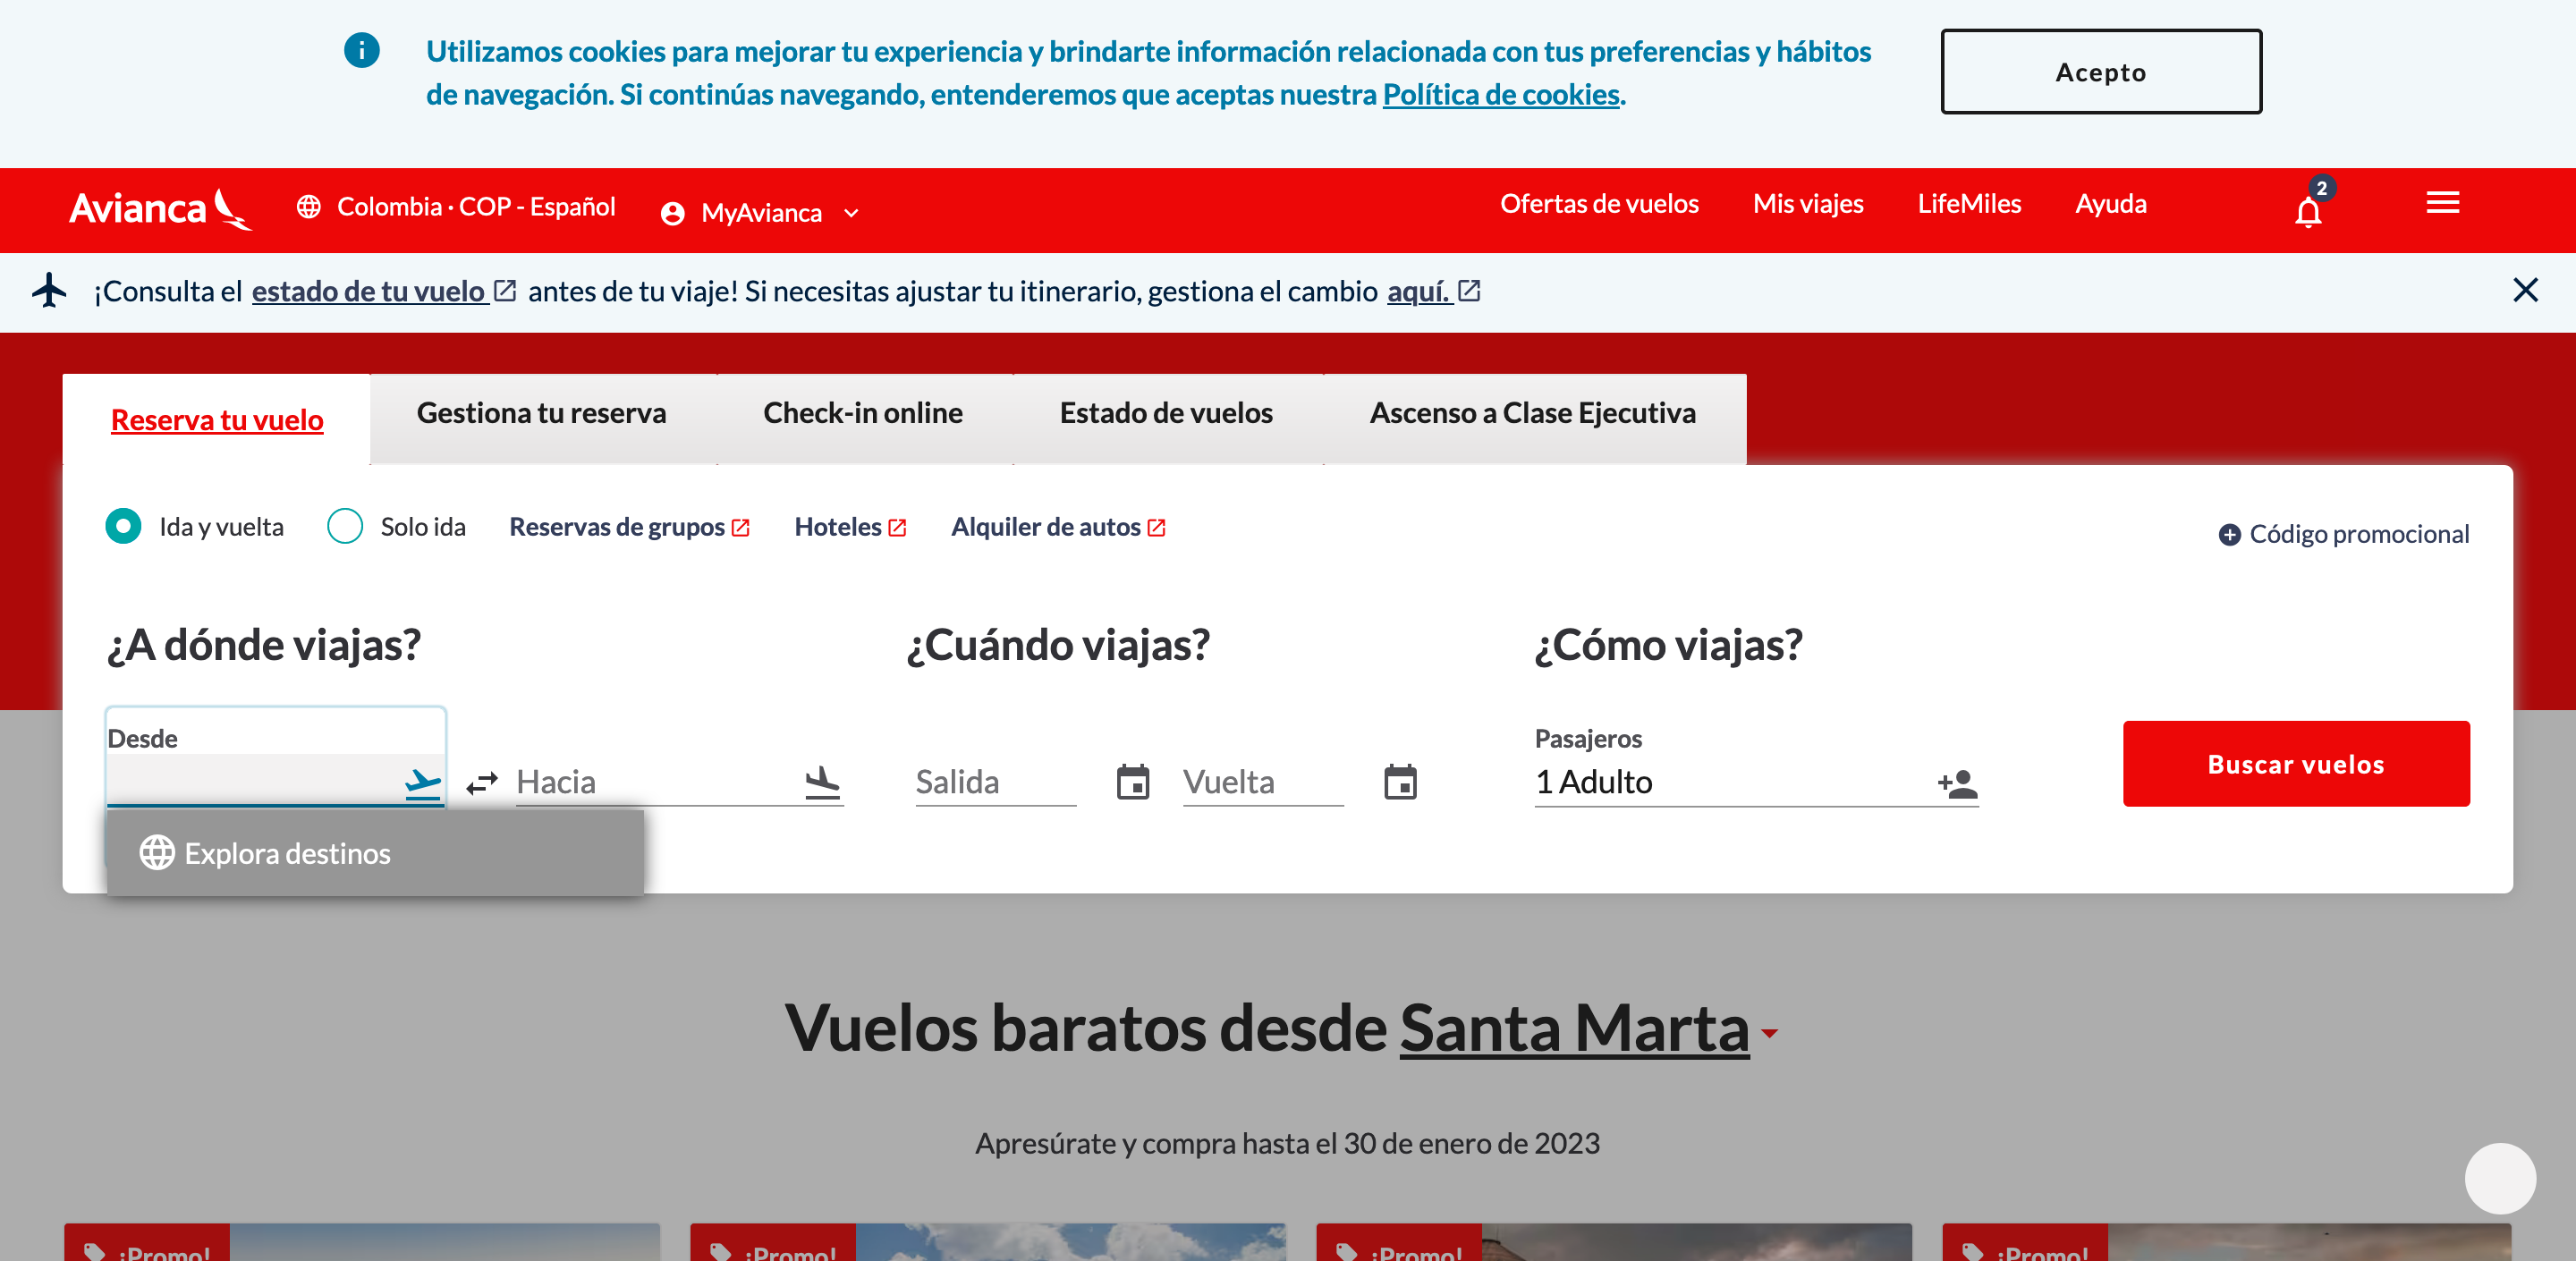 Utilizamos cookies para mejorar tu experiencia y brindarte información relacionada con tus preferencias y hábitos
de navegación. Si continúas navegando, entenderemos que aceptas nuestra Política de cookies.
Acepto
Avianca
Colombia · COP - Español
MyAvianca
Ofertas de vuelos
Mis viajes
LifeMiles
Ayuda
2
¡Consulta el estado de tu vuelo antes de tu viaje! Si necesitas ajustar tu itinerario, gestiona el cambio aquí.
Reserva tu vuelo
Gestiona tu reserva
Check-in online
Estado de vuelos
Ascenso a Clase Ejecutiva
Ida y vuelta
Solo ida
Reservas de grupos
Hoteles
Alquiler de autos
Código promocional
¿A dónde viajas?
¿Cuándo viajas?
¿Cómo viajas?
Desde
Hacia
Salida
Vuelta
Pasajeros
1 Adulto
Buscar vuelos
Explora destinos
Vuelos baratos desde Santa Marta
Apresúrate y compra hasta el 30 de enero de 2023
¡Promo!
¡Promo!
¡Promo!
¡Promo!